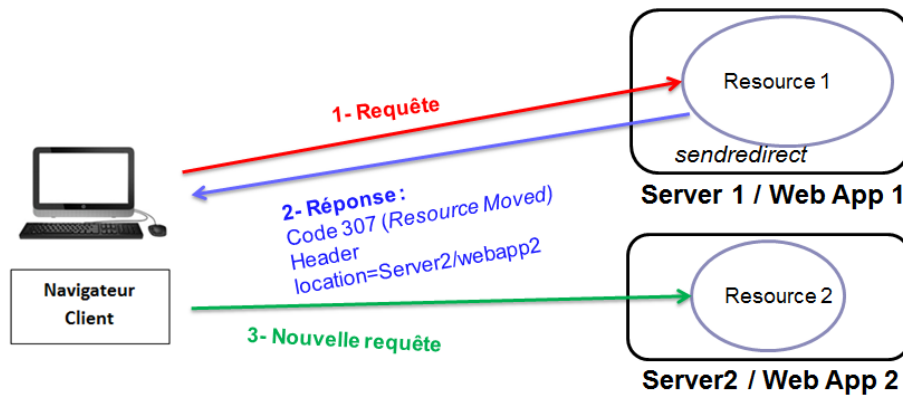 Resource 1
1- Requête
sendredirect
Server 1 / Web App 1
2- Réponse :
Code 307 (Resource Moved)
Header
location=Server2/webapp2
Navigateur
Client
Resource 2
3- Nouvelle requête
Server2 / Web App 2